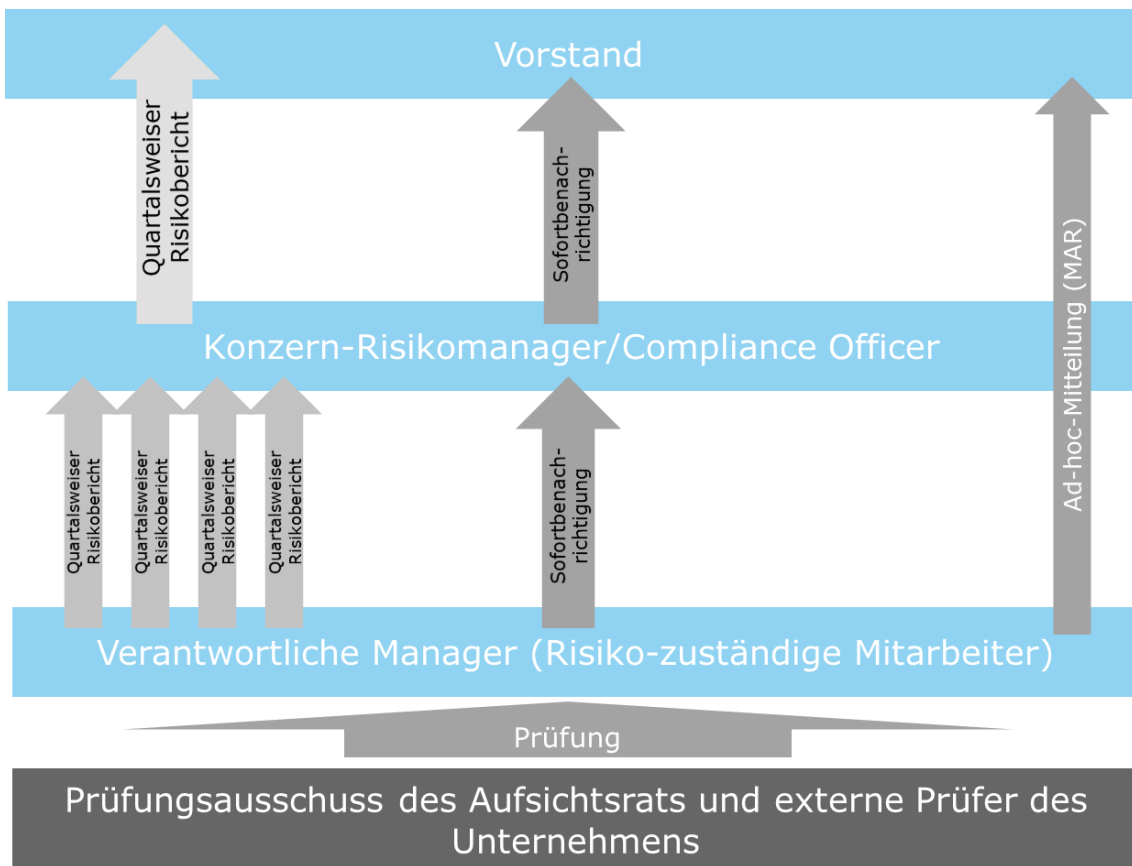 Vorstand
Quartalsweiser
Risikobericht
Sofortbenach-
richtigung
Ad-hoc-Mitteilung (MAR)
Konzern-Risikomanager/Compliance Officer
Quartalsweiser
Risikobericht
Quartalsweiser
Risikobericht
Quartalsweiser
Risikobericht
Quartalsweiser
Risikobericht
Sofortbenach-
richtigung
Verantwortliche Manager (Risiko-zuständige Mitarbeiter)
Prüfung
Prüfungsausschuss des Aufsichtsrats und externe Prüfer des
Unternehmens